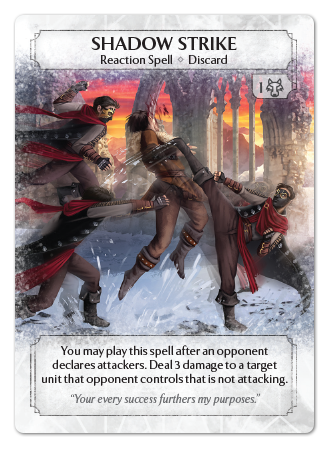 SHADOW STRIKE
Reaction Spell ◇ Discard
1
You may play this spell after an opponent
declares attackers. Deal 3 damage to a target
unit that opponent controls that is not attacking.
“Your every success furthers my purposes.”